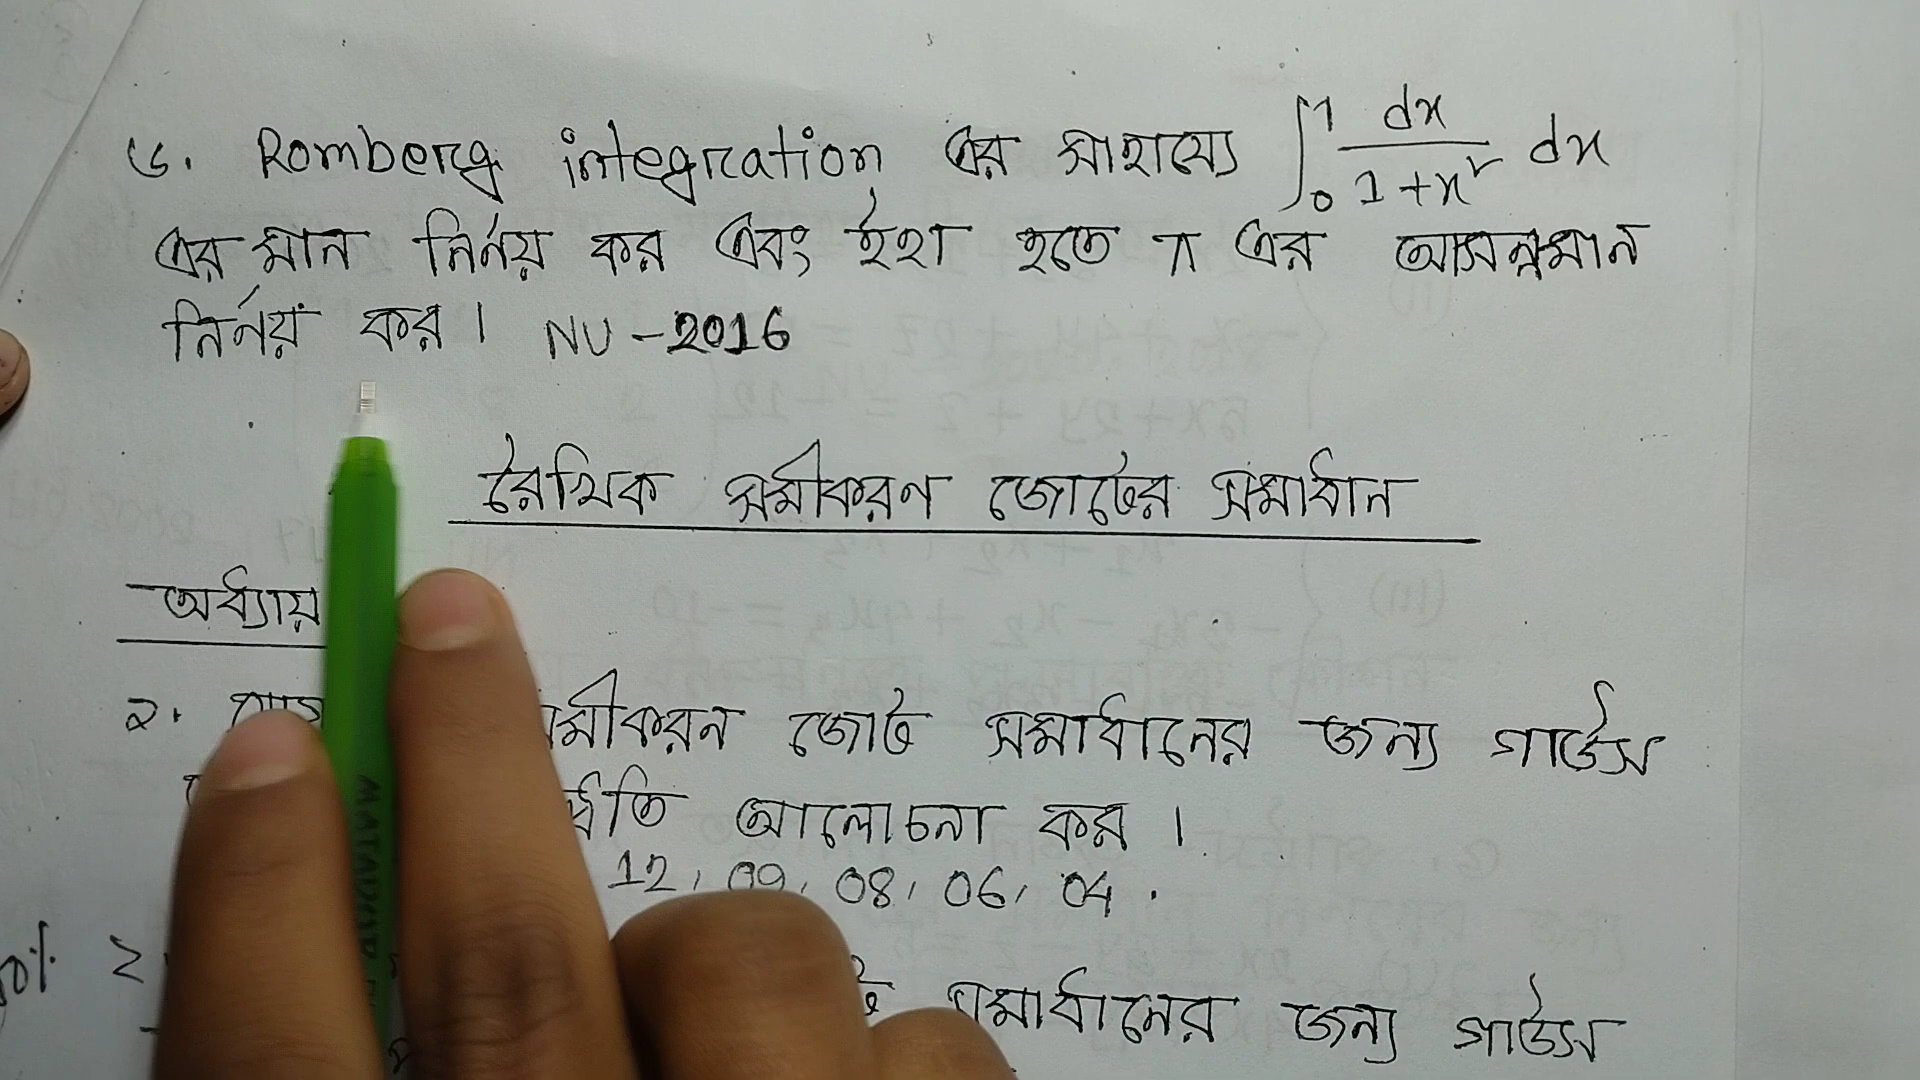 ৬. Romberg integration এর সাহায্যে ∫₀¹ dx/(1+x²) dx
এর মান নির্ণয় কর এবং ইহা হতে π এর আসন্নমান
নির্ণয় কর। NU-2016
রৈখিক সমীকরণ জোটের সমাধান
অধ্যায়
২. সমীকরন জোট সমাধানের জন্য গাউস
পদ্ধতি আলোচনা কর।
12, 09, 08, 06, 04.
সমাধানের জন্য গাউস